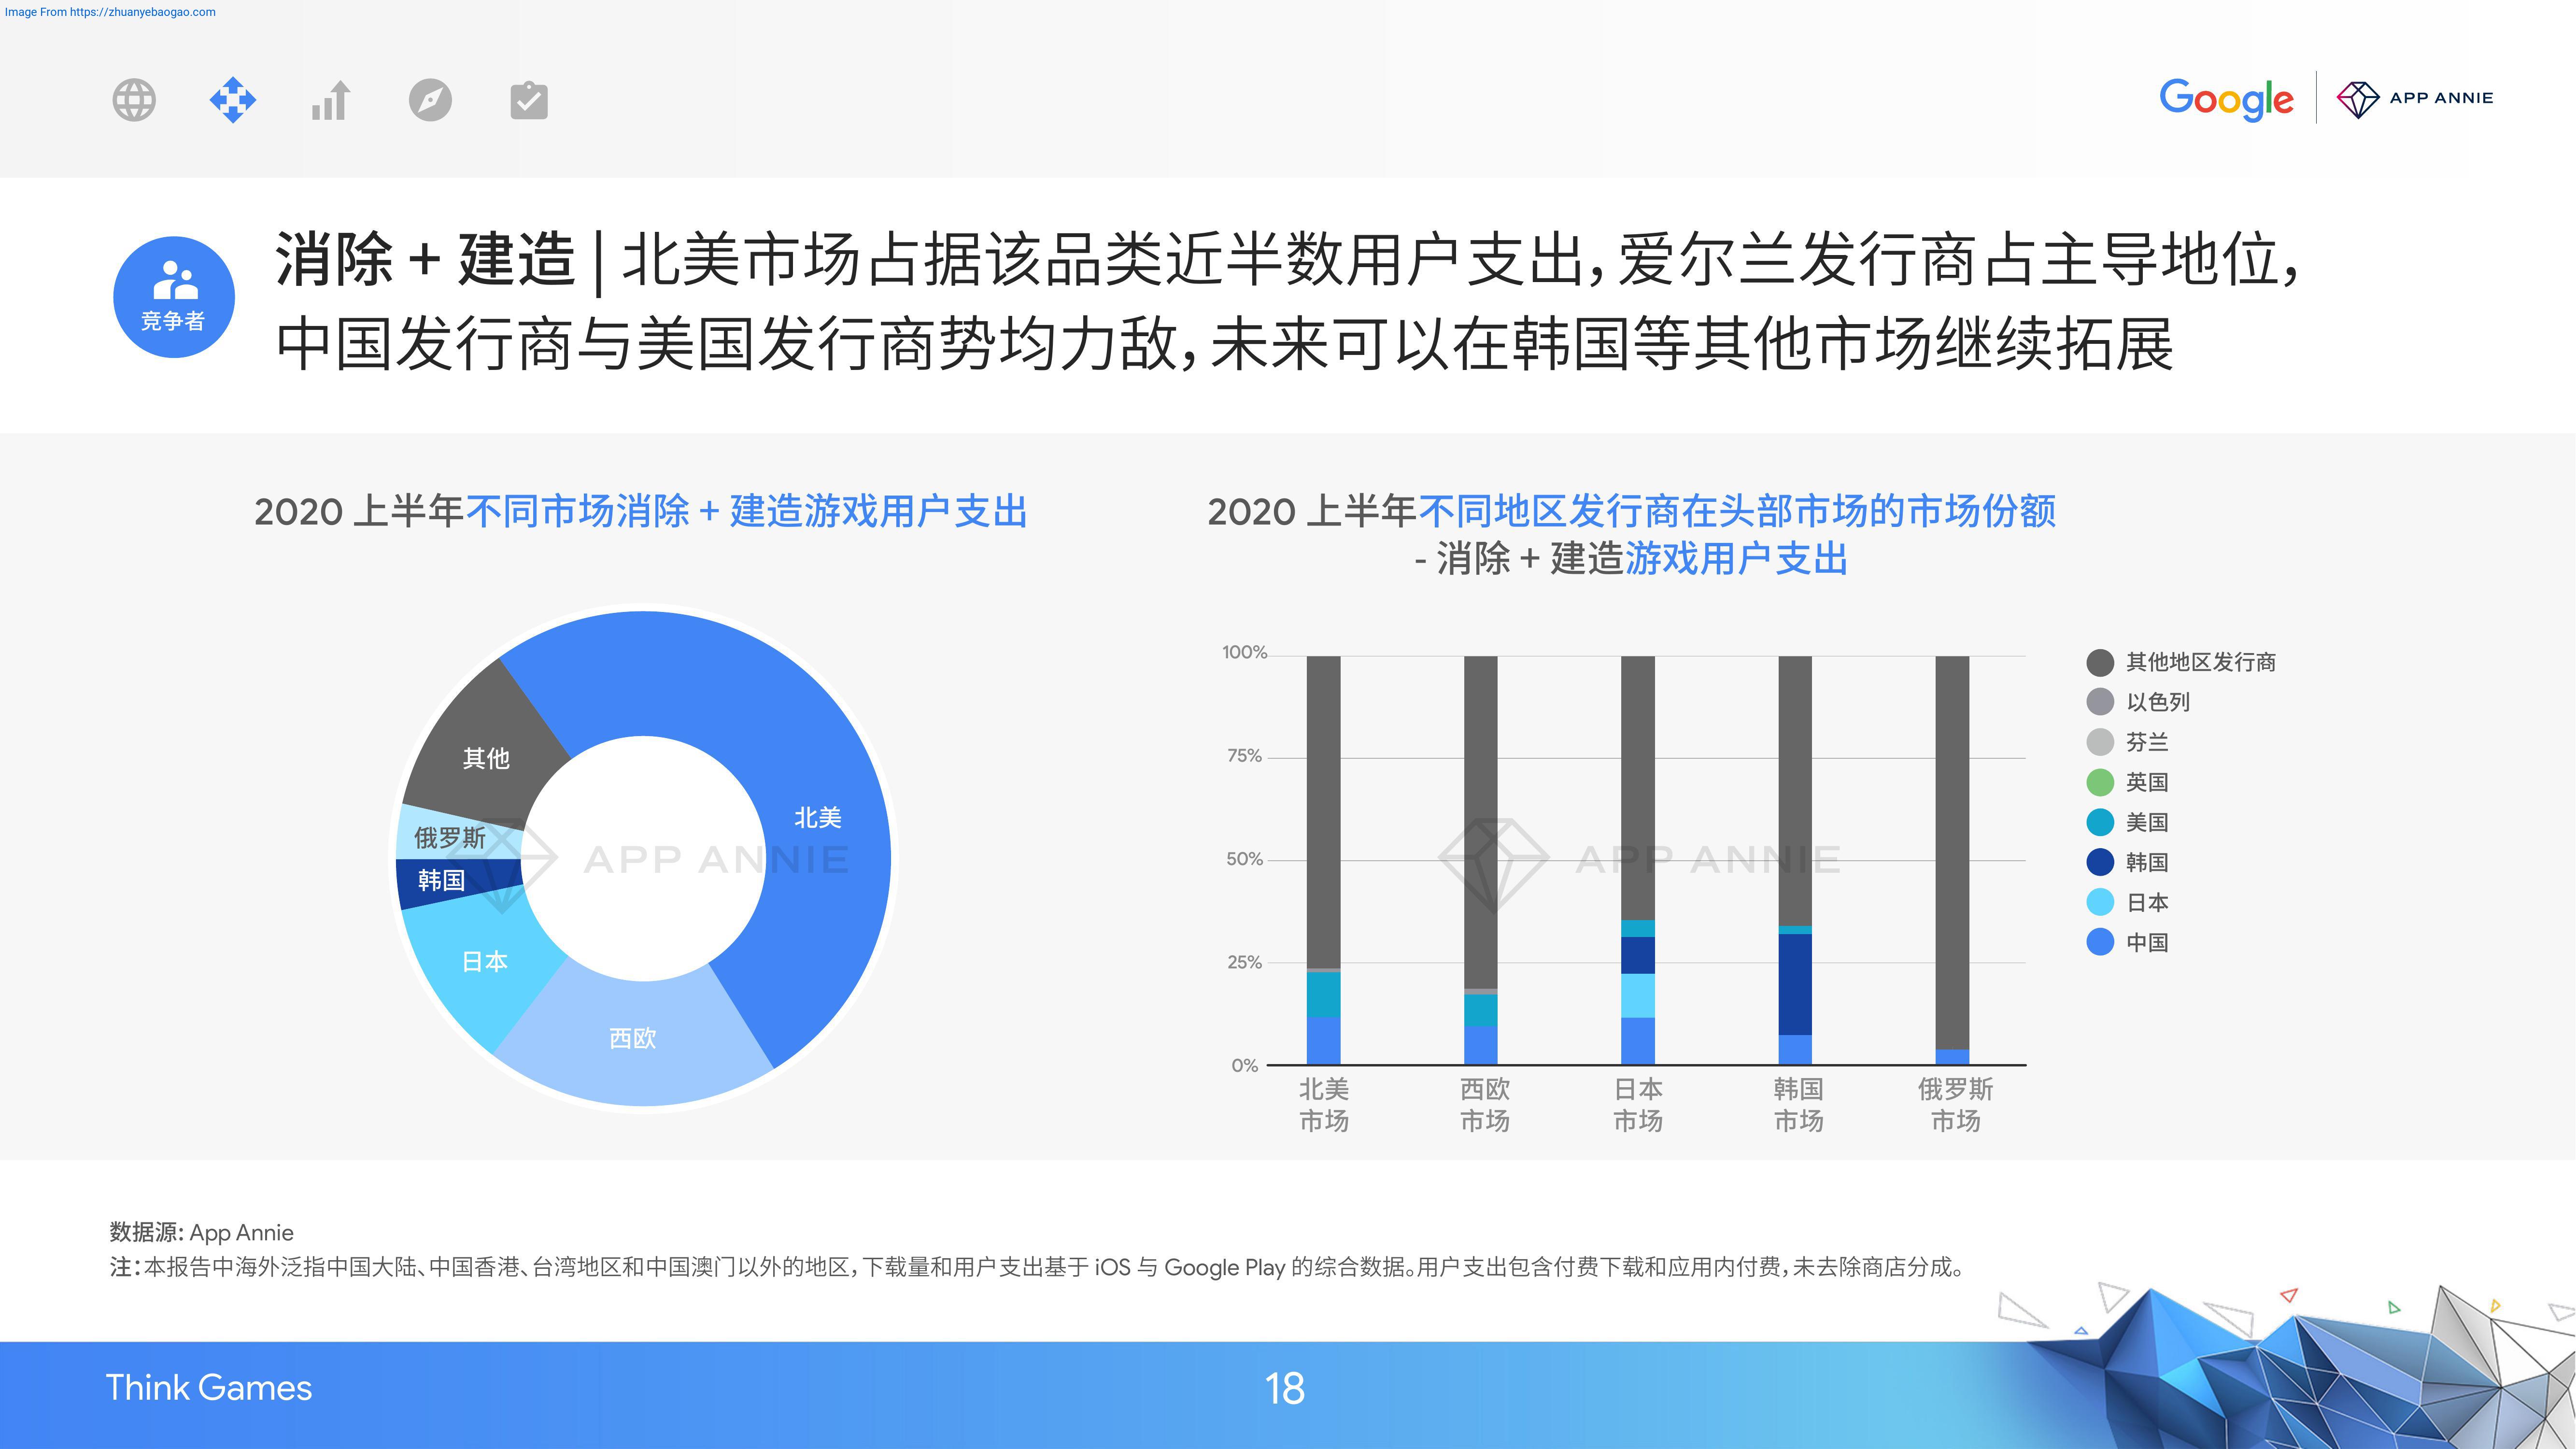 Image From https://zhuanyebaogao.com
Google
APP ANNIE
竞争者
消除 + 建造 | 北美市场占据该品类近半数用户支出,爱尔兰发行商占主导地位,
中国发行商与美国发行商势均力敌,未来可以在韩国等其他市场继续拓展
2020 上半年不同市场消除 + 建造游戏用户支出
其他
俄罗斯
韩国
日本
西欧
北美
APP ANNIE
2020 上半年不同地区发行商在头部市场的市场份额
- 消除 + 建造游戏用户支出
100%
75%
50%
25%
0%
APP ANNIE
北美
市场
西欧
市场
日本
市场
韩国
市场
俄罗斯
市场
其他地区发行商
以色列
芬兰
英国
美国
韩国
日本
中国
数据源: App Annie
注:本报告中海外泛指中国大陆、中国香港、台湾地区和中国澳门以外的地区,下载量和用户支出基于 iOS 与 Google Play 的综合数据。用户支出包含付费下载和应用内付费,未去除商店分成。
Think Games
18